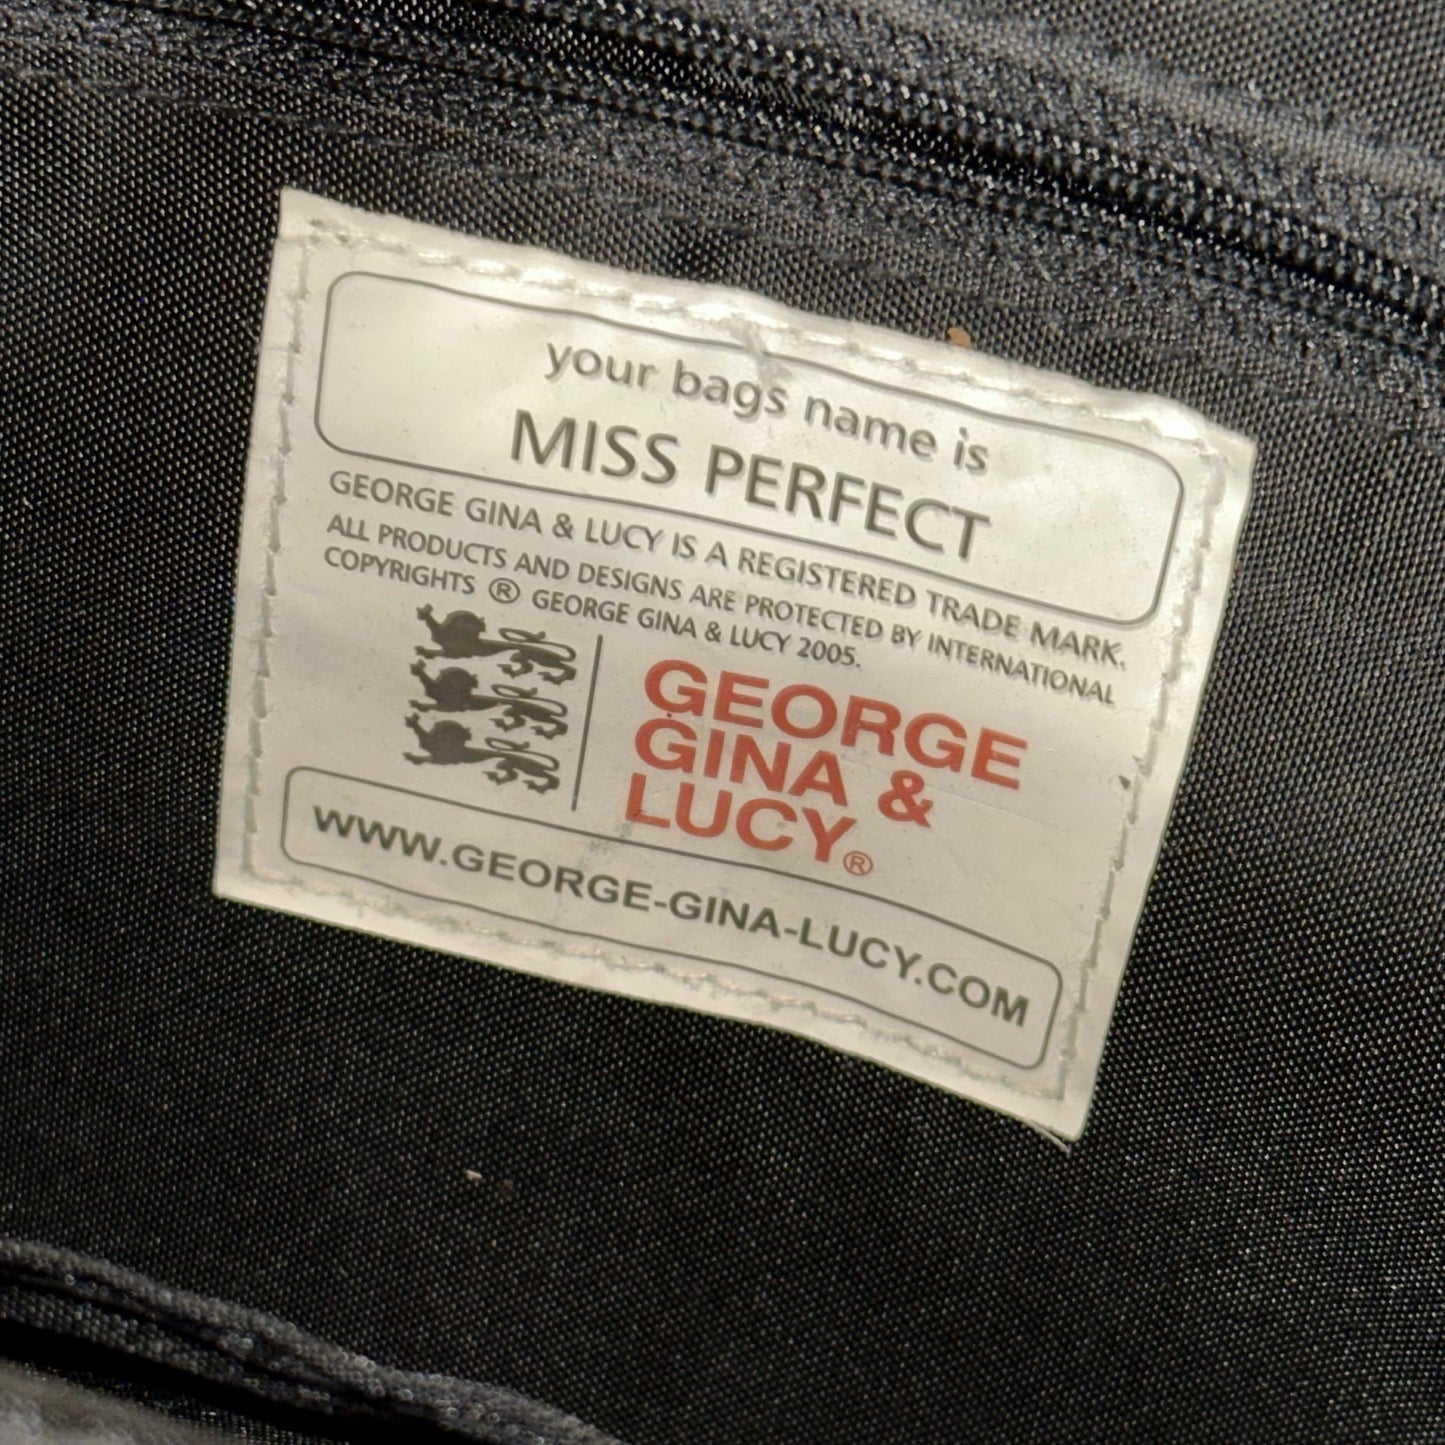 your bags name is
MISS PERFECT
GEORGE GINA & LUCY IS A REGISTERED TRADE MARK.
ALL PRODUCTS AND DESIGNS ARE PROTECTED BY INTERNATIONAL
COPYRIGHTS ® GEORGE GINA & LUCY 2005.
GEORGE
GINA &
LUCY®
WWW.GEORGE-GINA-LUCY.COM